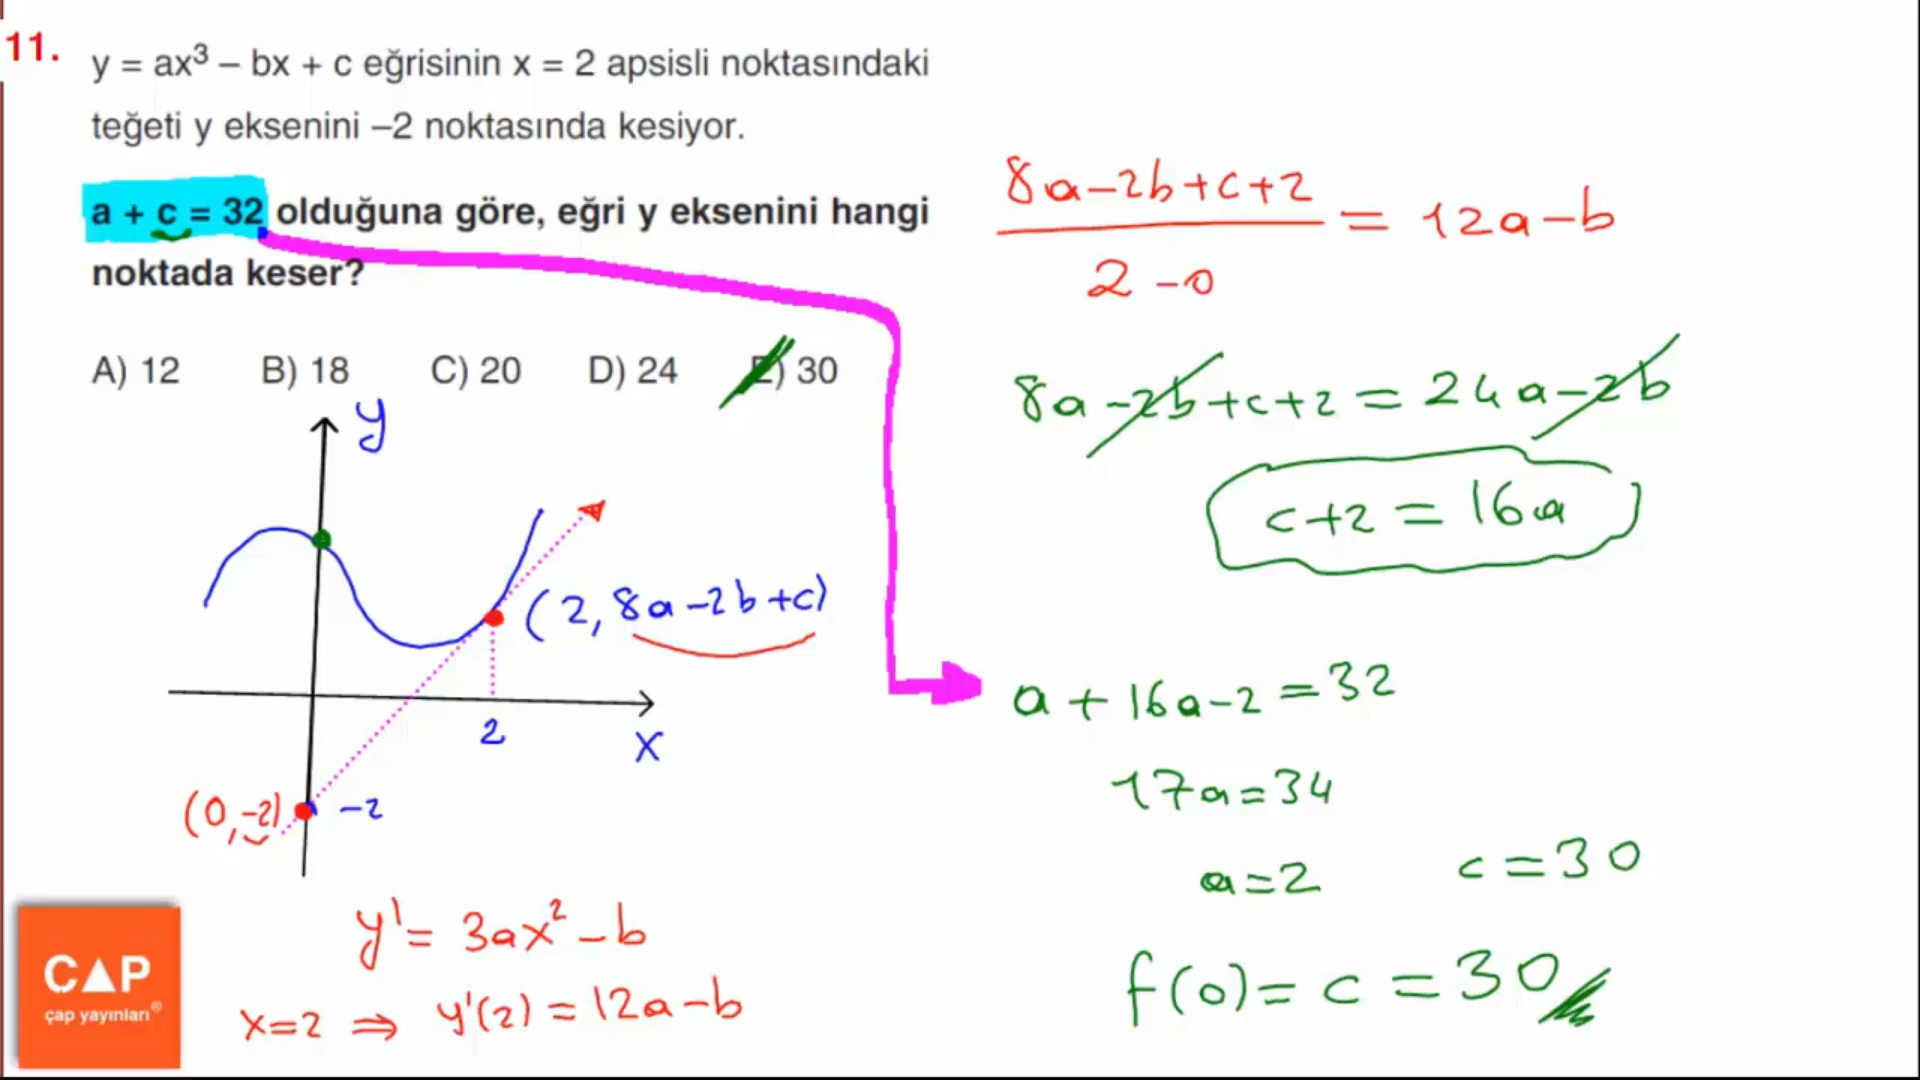 11. y = ax³ – bx + c eğrisinin x = 2 apsisli noktasındaki
teğeti y eksenini –2 noktasında kesiyor.
a + c = 32 olduğuna göre, eğri y eksenini hangi
noktada keser?
A) 12 B) 18 C) 20 D) 24 E) 30
y
(2, 8a-2b+c)
2
x
(0,-2)
-2
y' = 3ax² - b
x=2 ⇒ y'(2) = 12a-b
ÇAP
çap yayınları®
8a-2b+c+2
2-0
= 12a-b
8a-2b+c+2 = 24a-2b
c+2 = 16a
a + 16a-2 = 32
17a=34
a=2 c=30
f(0) = c = 30